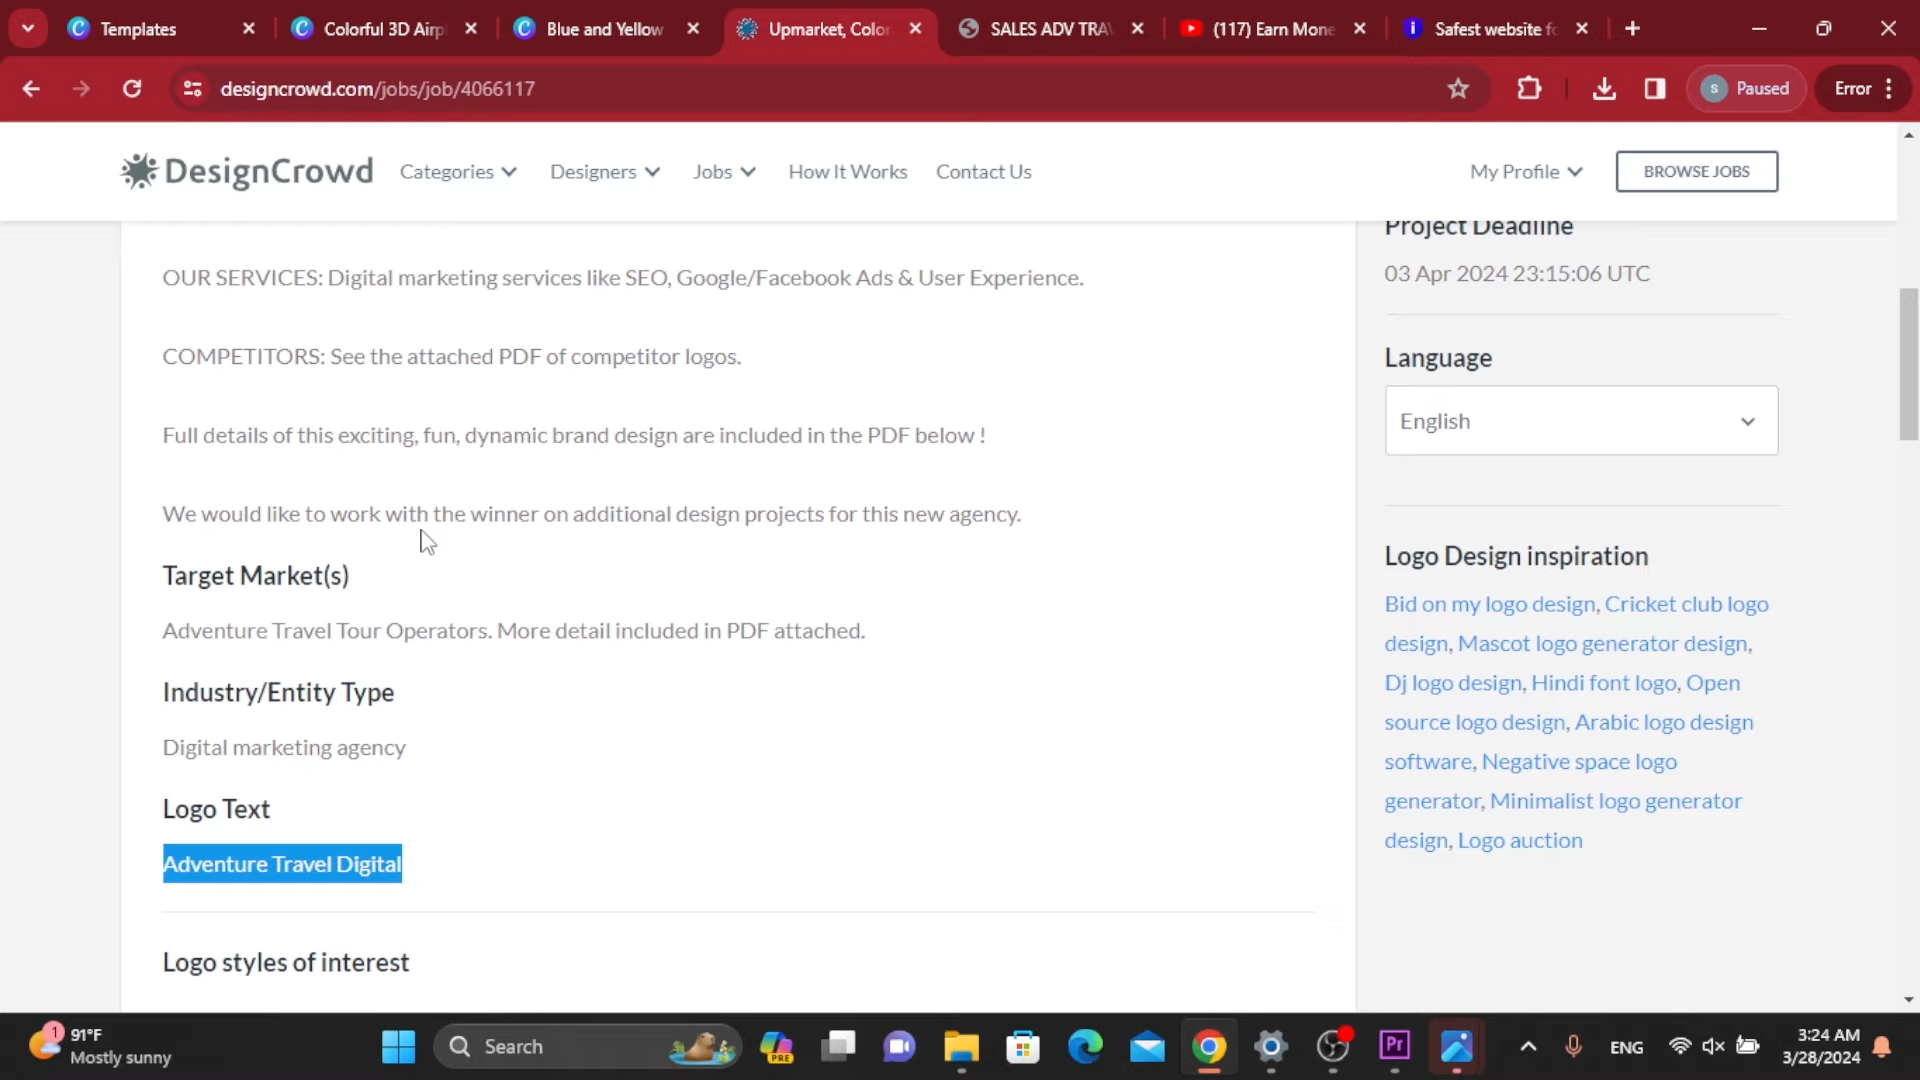 Templates
Colorful 3D Airp
Blue and Yellow
Upmarket, Color
SALES ADV TRAV
(117) Earn Mone
Safest website fo
designcrowd.com/jobs/job/4066117
S Paused
Error
DesignCrowd
Categories
Designers
Jobs
How It Works
Contact Us
My Profile
BROWSE JOBS
OUR SERVICES: Digital marketing services like SEO, Google/Facebook Ads & User Experience.
COMPETITORS: See the attached PDF of competitor logos.
Full details of this exciting, fun, dynamic brand design are included in the PDF below !
We would like to work with the winner on additional design projects for this new agency.
Target Market(s)
Adventure Travel Tour Operators. More detail included in PDF attached.
Industry/Entity Type
Digital marketing agency
Logo Text
Adventure Travel Digital
Logo styles of interest
Project Deadline
03 Apr 2024 23:15:06 UTC
Language
English
Logo Design inspiration
Bid on my logo design, Cricket club logo
design, Mascot logo generator design,
Dj logo design, Hindi font logo, Open
source logo design, Arabic logo design
software, Negative space logo
generator, Minimalist logo generator
design, Logo auction
1
91°F
Mostly sunny
Search
PRE
Pr
ENG
3:24 AM
3/28/2024